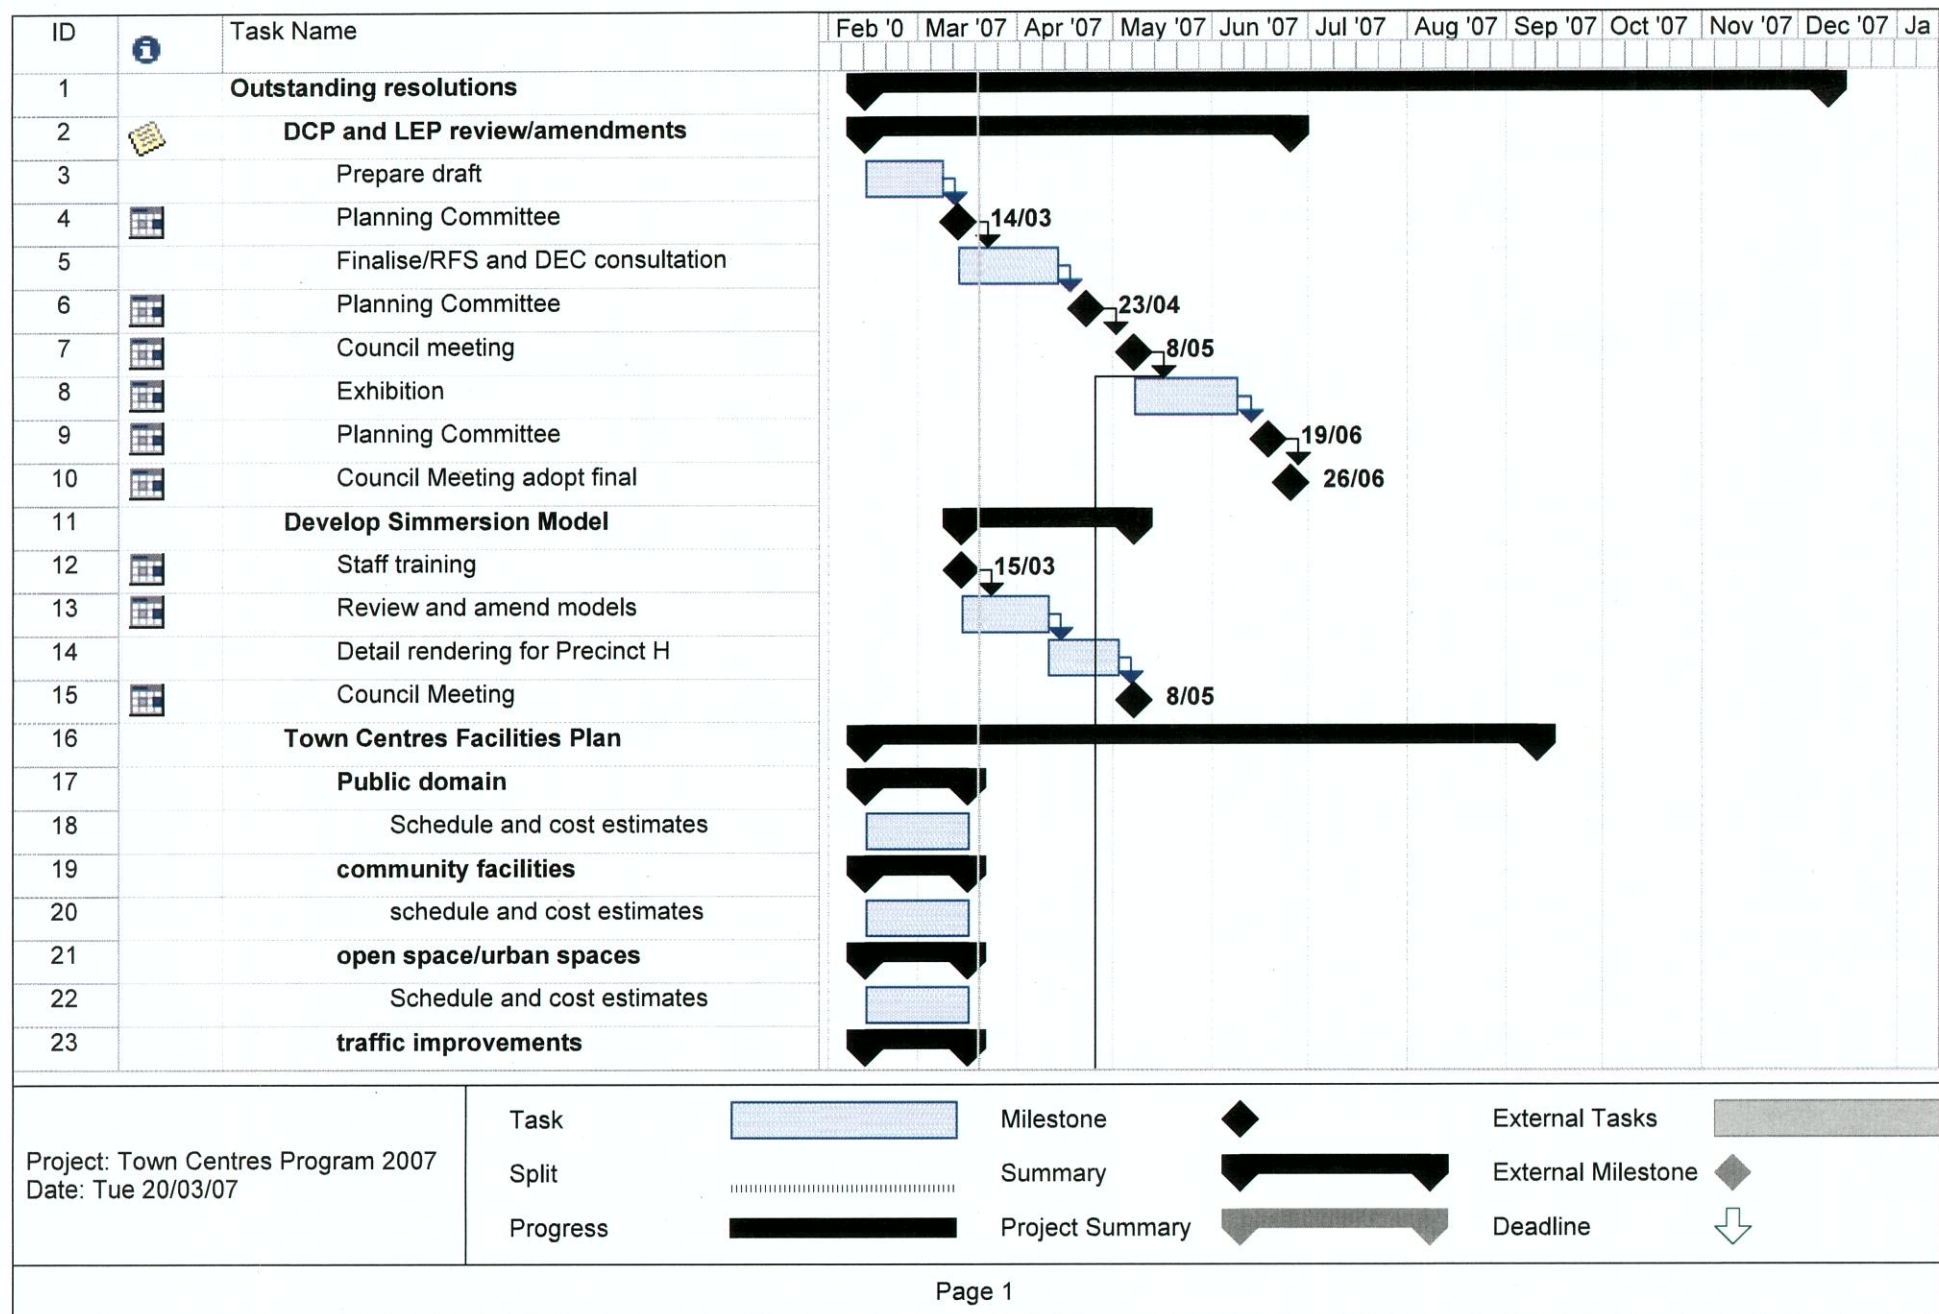 ID Task Name Feb '0 Mar '07 Apr '07 May '07 Jun '07 Jul '07 Aug '07 Sep '07 Oct '07 Nov '07 Dec '07 Ja
1 Outstanding resolutions
2 DCP and LEP review/amendments
3 Prepare draft
4 Planning Committee 14/03
5 Finalise/RFS and DEC consultation
6 Planning Committee 23/04
7 Council meeting 8/05
8 Exhibition
9 Planning Committee 19/06
10 Council Meeting adopt final 26/06
11 Develop Simmersion Model
12 Staff training 15/03
13 Review and amend models
14 Detail rendering for Precinct H
15 Council Meeting 8/05
16 Town Centres Facilities Plan
17 Public domain
18 Schedule and cost estimates
19 community facilities
20 schedule and cost estimates
21 open space/urban spaces
22 Schedule and cost estimates
23 traffic improvements
Project: Town Centres Program 2007
Date: Tue 20/03/07
Task Milestone External Tasks
Split Summary External Milestone
Progress Project Summary Deadline
Page 1